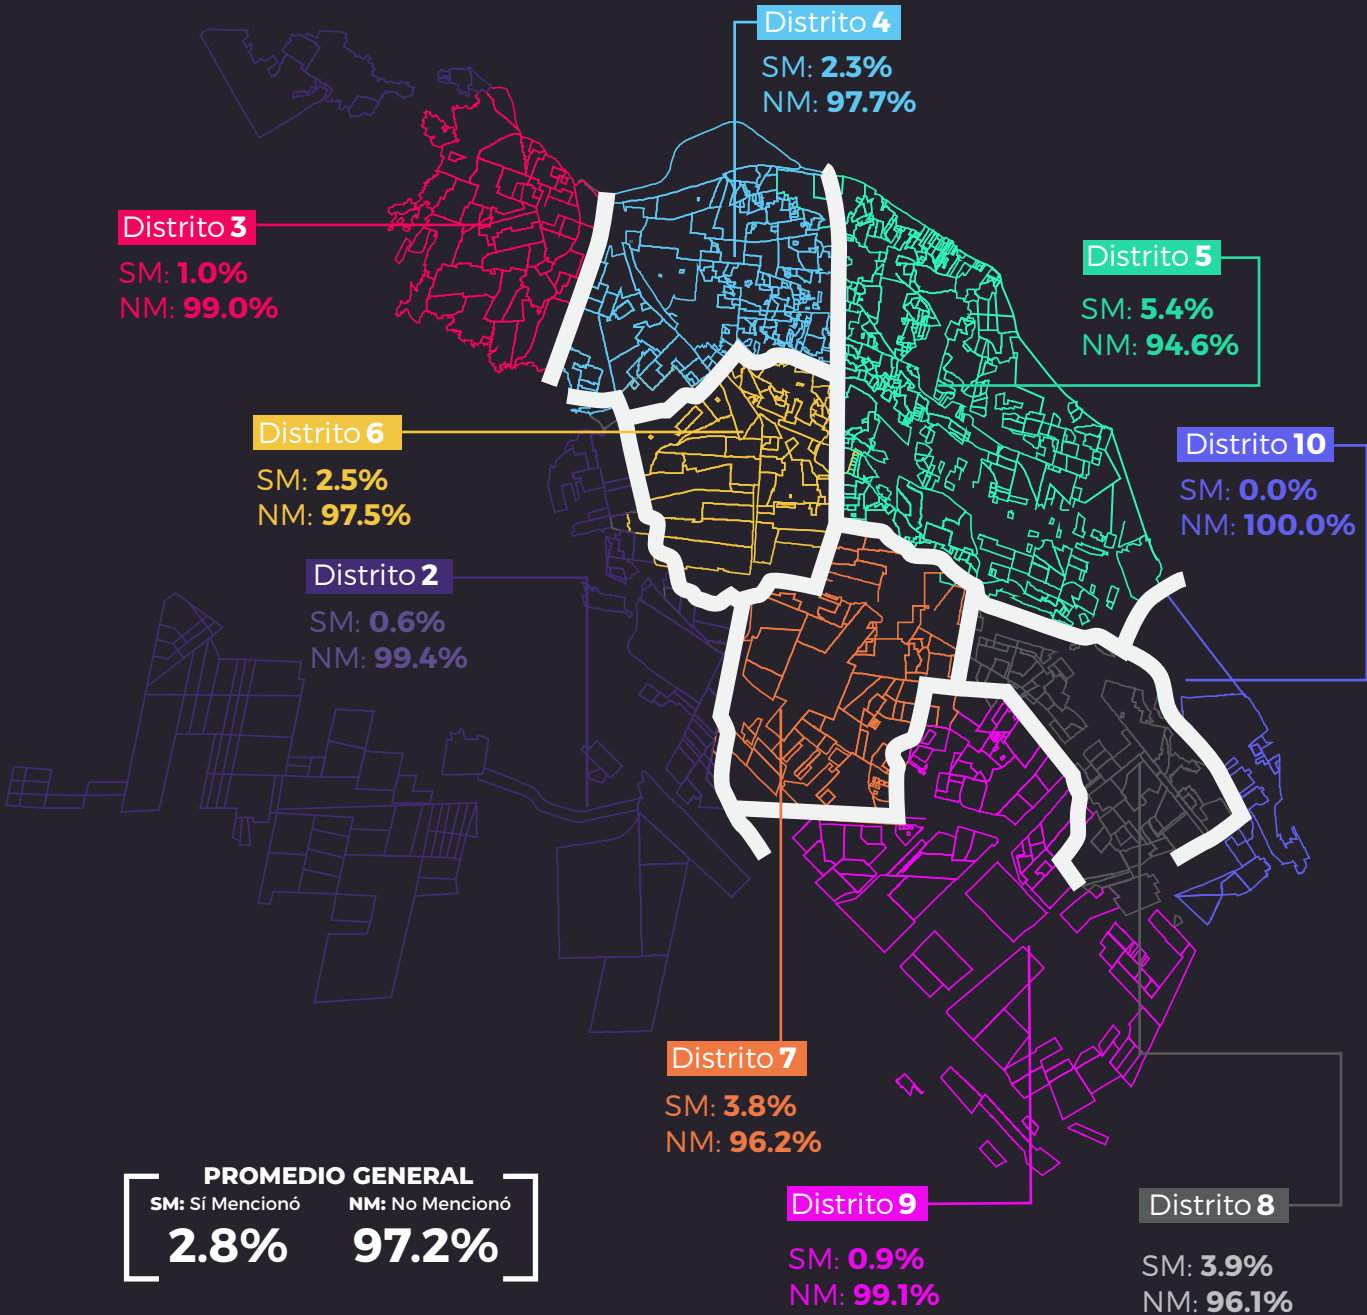 Distrito 4
SM: 2.3%
NM: 97.7%
Distrito 3
SM: 1.0%
NM: 99.0%
Distrito 5
SM: 5.4%
NM: 94.6%
Distrito 6
SM: 2.5%
NM: 97.5%
Distrito 10
SM: 0.0%
NM: 100.0%
Distrito 2
SM: 0.6%
NM: 99.4%
Distrito 7
SM: 3.8%
NM: 96.2%
Distrito 9
SM: 0.9%
NM: 99.1%
Distrito 8
SM: 3.9%
NM: 96.1%
PROMEDIO GENERAL
SM: Sí Mencionó NM: No Mencionó
2.8% 97.2%